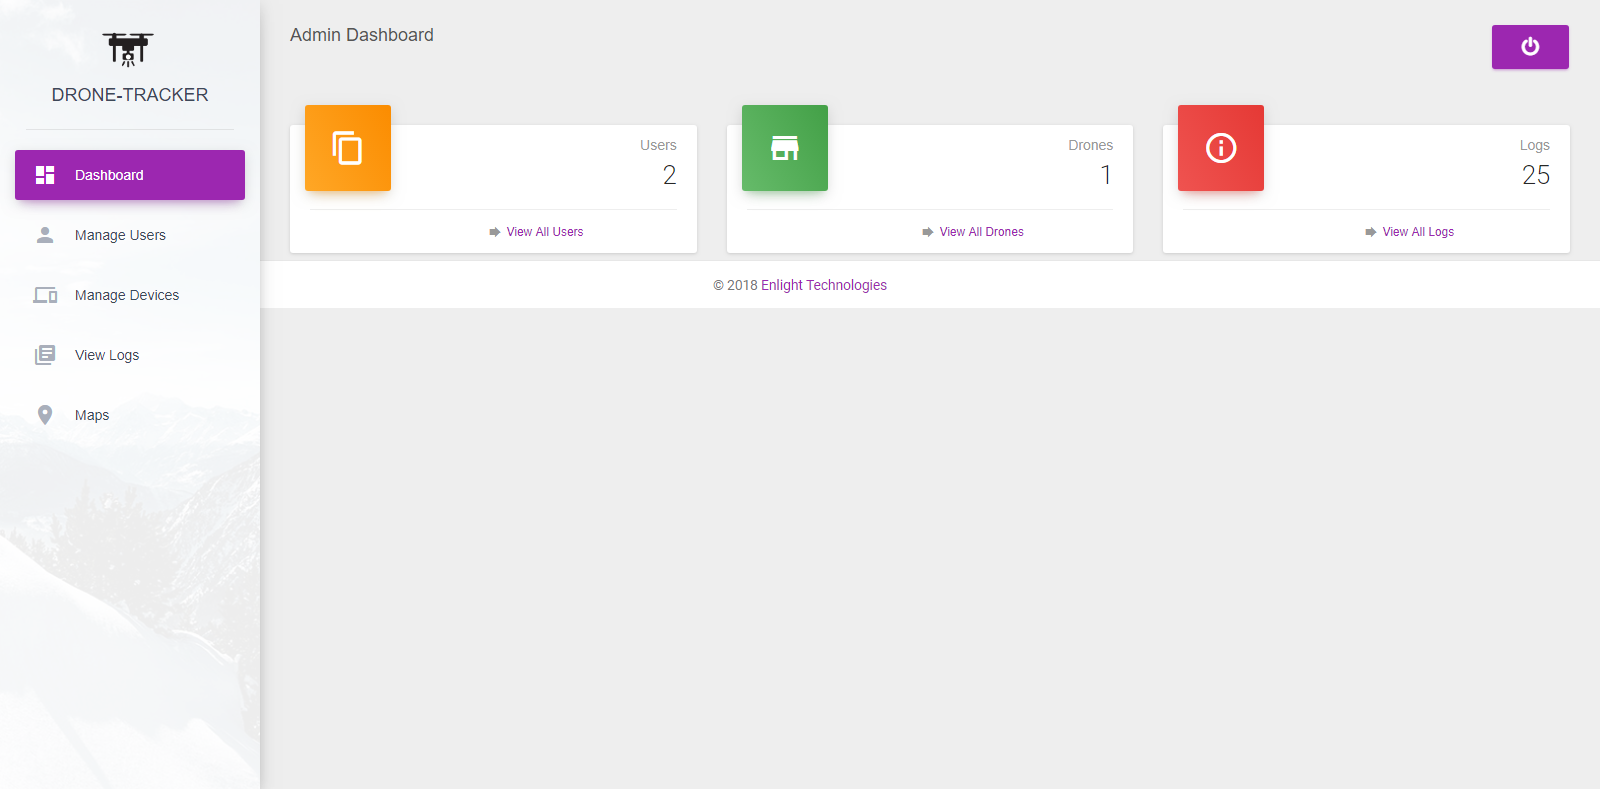 DRONE-TRACKER
Dashboard
Manage Users
Manage Devices
View Logs
Maps
Admin Dashboard
Users
2
View All Users
Drones
1
View All Drones
Logs
25
View All Logs
© 2018 Enlight Technologies